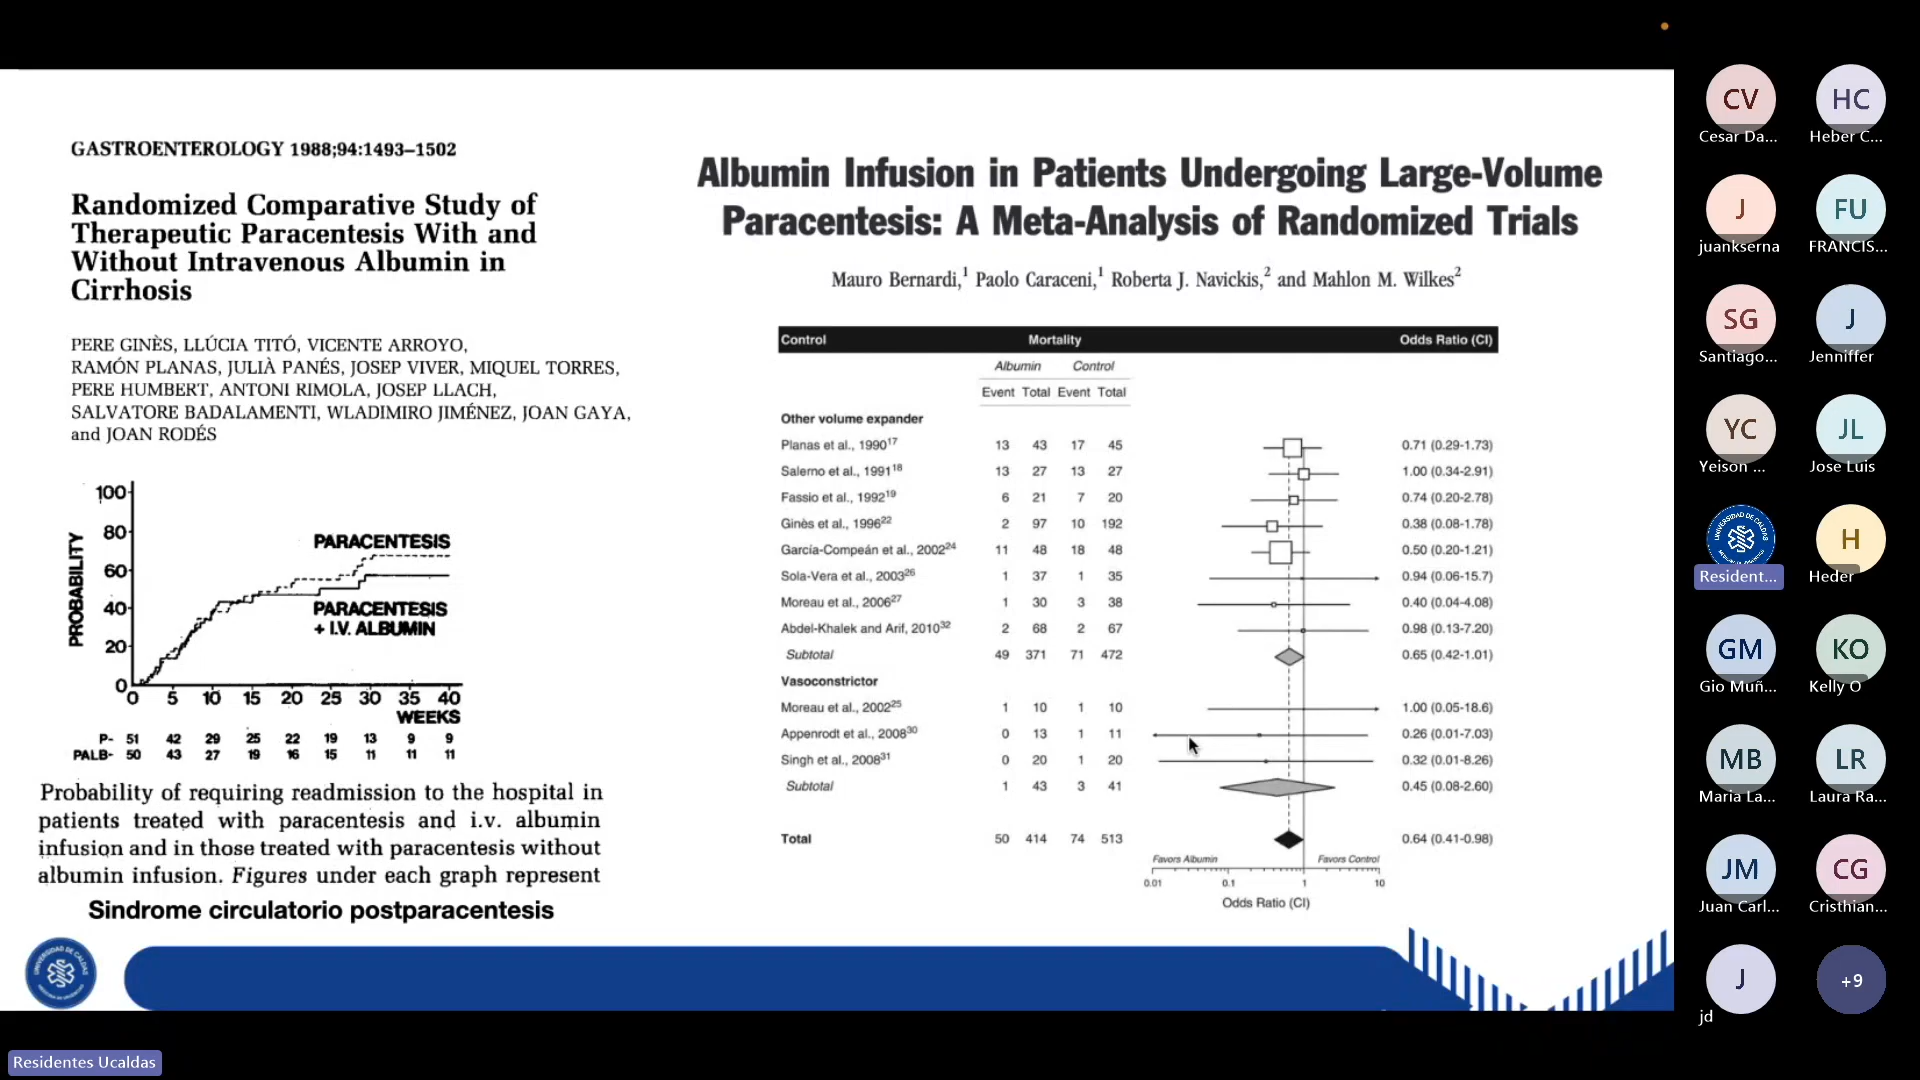 GASTROENTEROLOGY 1988;94:1493–1502
Randomized Comparative Study of
Therapeutic Paracentesis With and
Without Intravenous Albumin in
Cirrhosis
PERE GINÈS, LLÚCIA TITÓ, VICENTE ARROYO,
RAMÓN PLANAS, JULIÀ PANÉS, JOSEP VIVER, MIQUEL TORRES,
PERE HUMBERT, ANTONI RIMOLA, JOSEP LLACH,
SALVATORE BADALAMENTI, WLADIMIRO JIMÉNEZ, JOAN GAYA,
and JOAN RODÉS
PROBABILITY
100
80
60
40
20
0
PARACENTESIS
PARACENTESIS
+ I.V. ALBUMIN
0 5 10 15 20 25 30 35 40
WEEKS
P- 51 42 29 25 22 19 13 9 9
PALB- 50 43 27 19 16 15 11 11 11
Probability of requiring readmission to the hospital in
patients treated with paracentesis and i.v. albumin
infusion and in those treated with paracentesis without
albumin infusion. Figures under each graph represent
Sindrome circulatorio postparacentesis
Albumin Infusion in Patients Undergoing Large-Volume
Paracentesis: A Meta-Analysis of Randomized Trials
Mauro Bernardi,1 Paolo Caraceni,1 Roberta J. Navickis,2 and Mahlon M. Wilkes2
Control Mortality Odds Ratio (CI)
Albumin Control
Event Total Event Total
Other volume expander
Planas et al., 199017 13 43 17 45 0.71 (0.29-1.73)
Salerno et al., 199118 13 27 13 27 1.00 (0.34-2.91)
Fassio et al., 199219 6 21 7 20 0.74 (0.20-2.78)
Ginès et al., 199622 2 97 10 192 0.38 (0.08-1.78)
García-Compeán et al., 200224 11 48 18 48 0.50 (0.20-1.21)
Sola-Vera et al., 200326 1 37 1 35 0.94 (0.06-15.7)
Moreau et al., 200627 1 30 3 38 0.40 (0.04-4.08)
Abdel-Khalek and Arif, 201032 2 68 2 67 0.98 (0.13-7.20)
Subtotal 49 371 71 472 0.65 (0.42-1.01)
Vasoconstrictor
Moreau et al., 200225 1 10 1 10 1.00 (0.05-18.6)
Appenrodt et al., 200830 0 13 1 11 0.26 (0.01-7.03)
Singh et al., 200831 0 20 1 20 0.32 (0.01-8.26)
Subtotal 1 43 3 41 0.45 (0.08-2.60)
Total 50 414 74 513 0.64 (0.41-0.98)
Favors Albumin Favors Control
0.01 0.1 1 10
Odds Ratio (CI)
CV HC
Cesar Da... Heber C...
J FU
juankserna FRANCIS...
SG J
Santiago... Jenniffer
YC JL
Yeison ... Jose Luis
H
Resident... Heder
GM KO
Gio Muñ... Kelly O
MB LR
Maria La... Laura Ra...
JM CG
Juan Carl... Cristhian...
J +9
jd
Residentes Ucaldas